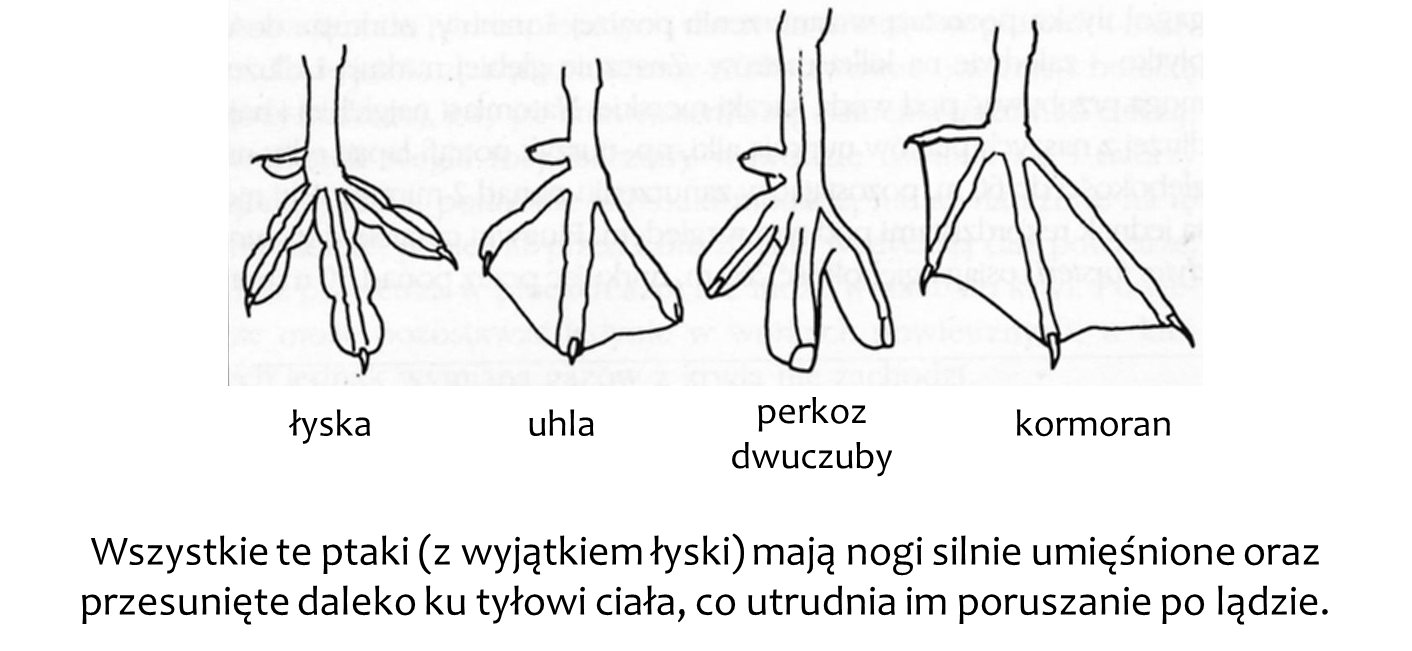 łyska
uhla
perkoz
dwuczuby
kormoran
Wszystkie te ptaki (z wyjątkiem łyski) mają nogi silnie umięśnione oraz
przesunięte daleko ku tyłowi ciała, co utrudnia im poruszanie po lądzie.